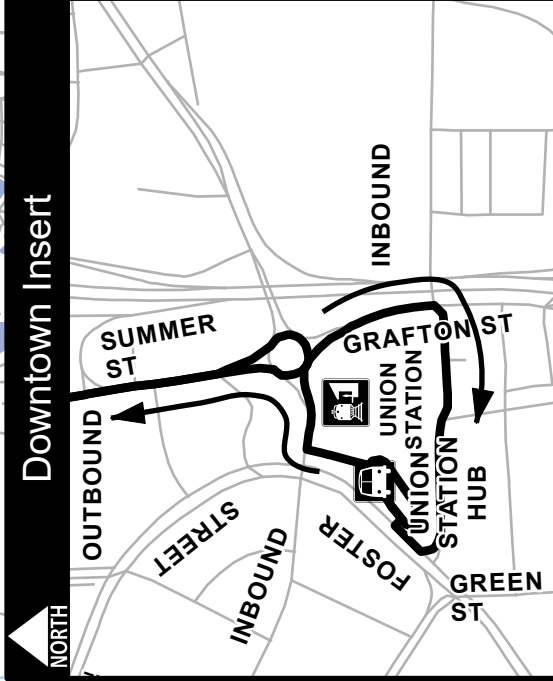 Downtown Insert
NORTH
OUTBOUND
SUMMER
ST
INBOUND
GRAFTON ST
UNION
STATION
UNION
STATION
HUB
FOSTER
STREET
INBOUND
GREEN
ST